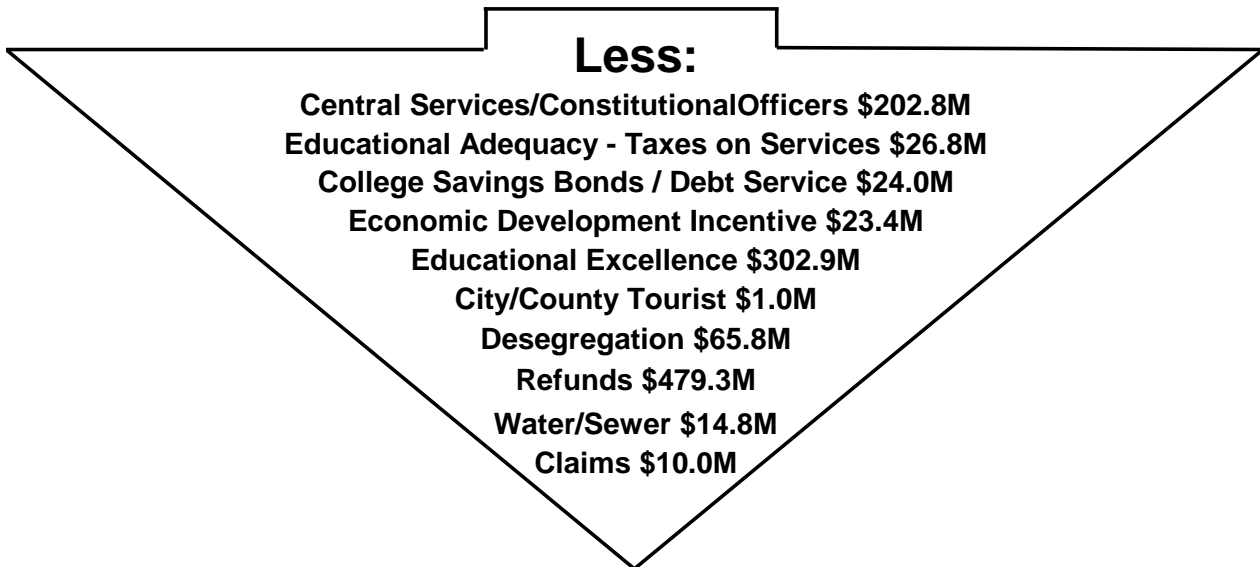 Less:
Central Services/ConstitutionalOfficers $202.8M
Educational Adequacy - Taxes on Services $26.8M
College Savings Bonds / Debt Service $24.0M
Economic Development Incentive $23.4M
Educational Excellence $302.9M
City/County Tourist $1.0M
Desegregation $65.8M
Refunds $479.3M
Water/Sewer $14.8M
Claims $10.0M